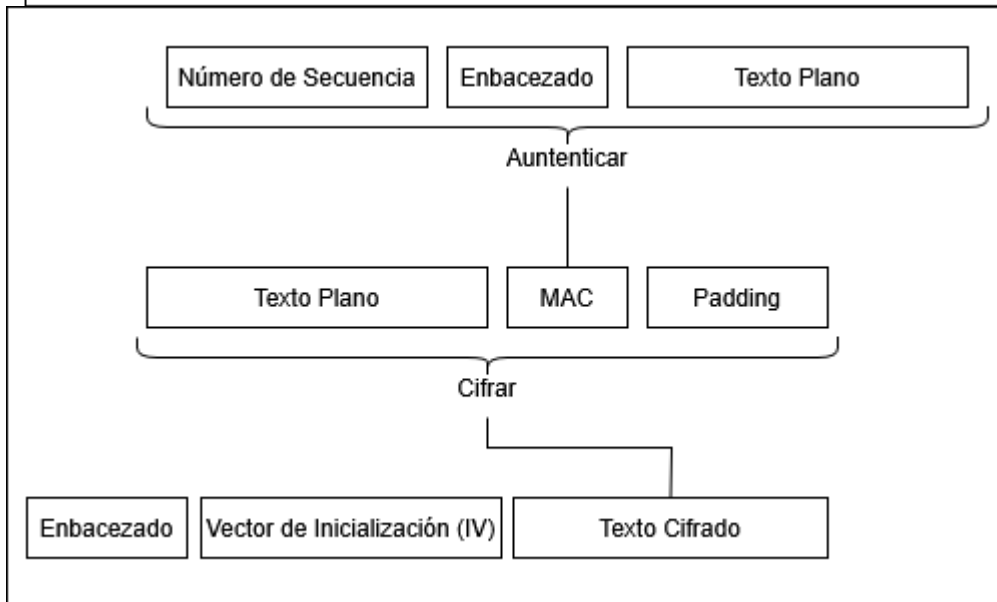 Número de Secuencia
Enbacezado
Texto Plano
Auntenticar
Texto Plano
MAC
Padding
Cifrar
Enbacezado
Vector de Inicialización (IV)
Texto Cifrado